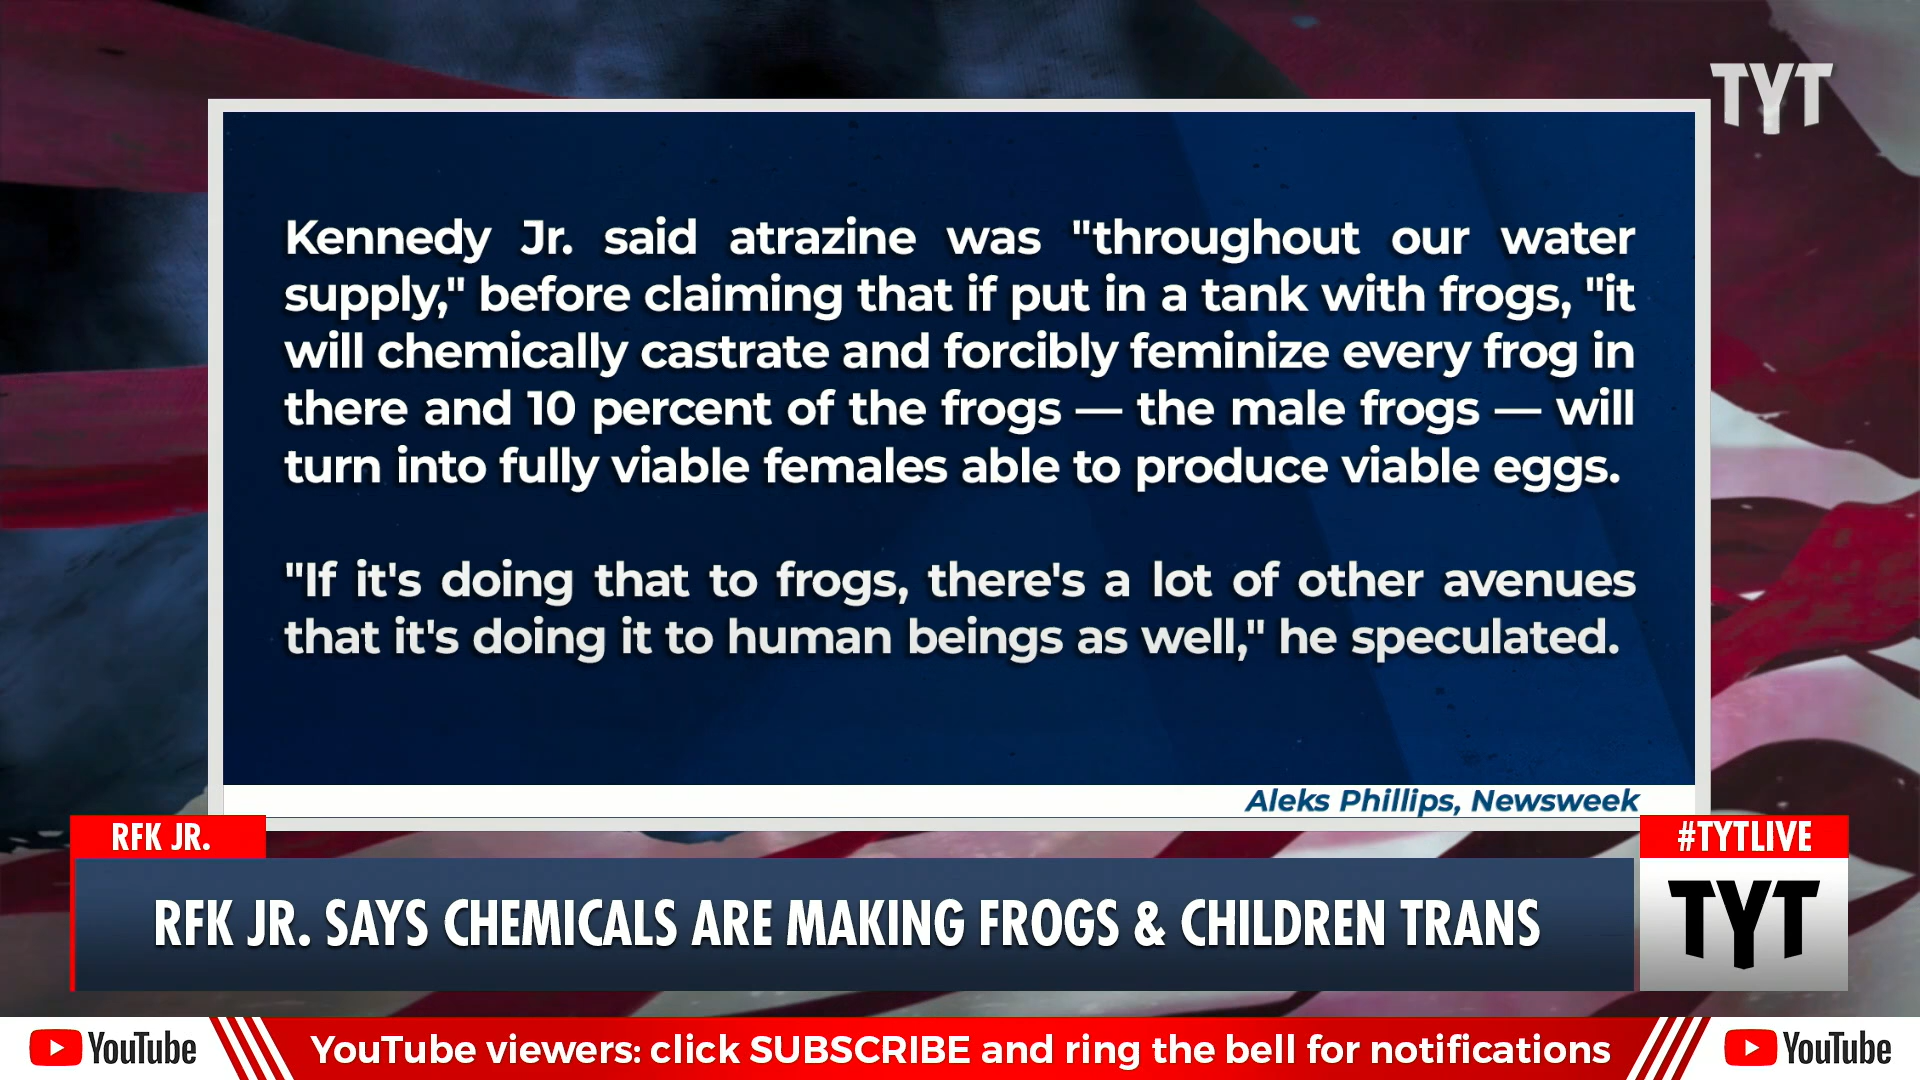 TYT
Kennedy Jr. said atrazine was "throughout our water
supply," before claiming that if put in a tank with frogs, "it
will chemically castrate and forcibly feminize every frog in
there and 10 percent of the frogs — the male frogs — will
turn into fully viable females able to produce viable eggs.
"If it's doing that to frogs, there's a lot of other avenues
that it's doing it to human beings as well," he speculated.
Aleks Phillips, Newsweek
RFK JR.
#TYTLIVE
RFK JR. SAYS CHEMICALS ARE MAKING FROGS & CHILDREN TRANS
TYT
YouTube
YouTube viewers: click SUBSCRIBE and ring the bell for notifications
YouTube